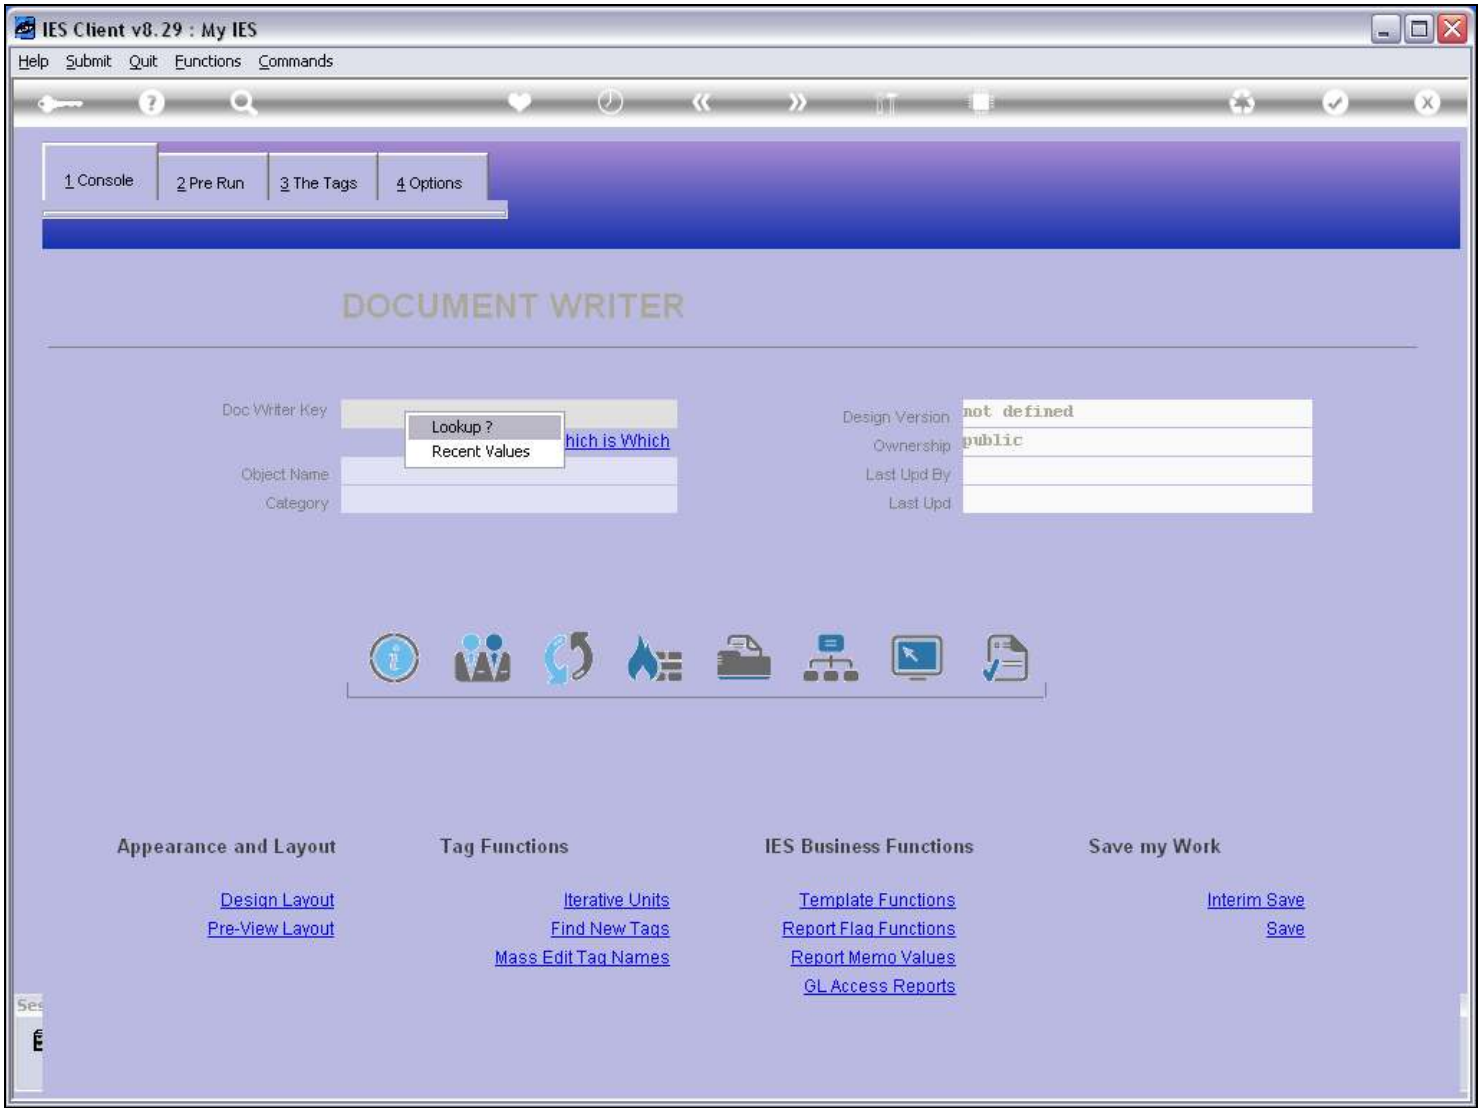 IES Client v8.29 : My IES
Help Submit Quit Functions Commands
1 Console 2 Pre Run 3 The Tags 4 Options
DOCUMENT WRITER
Doc Writer Key
Lookup ?
Recent Values
hich is Which
Object Name
Category
Design Version not defined
Ownership public
Last Upd By
Last Upd
Appearance and Layout
Design Layout
Pre-View Layout
Tag Functions
Iterative Units
Find New Tags
Mass Edit Tag Names
IES Business Functions
Template Functions
Report Flag Functions
Report Memo Values
GL Access Reports
Save my Work
Interim Save
Save
Ses